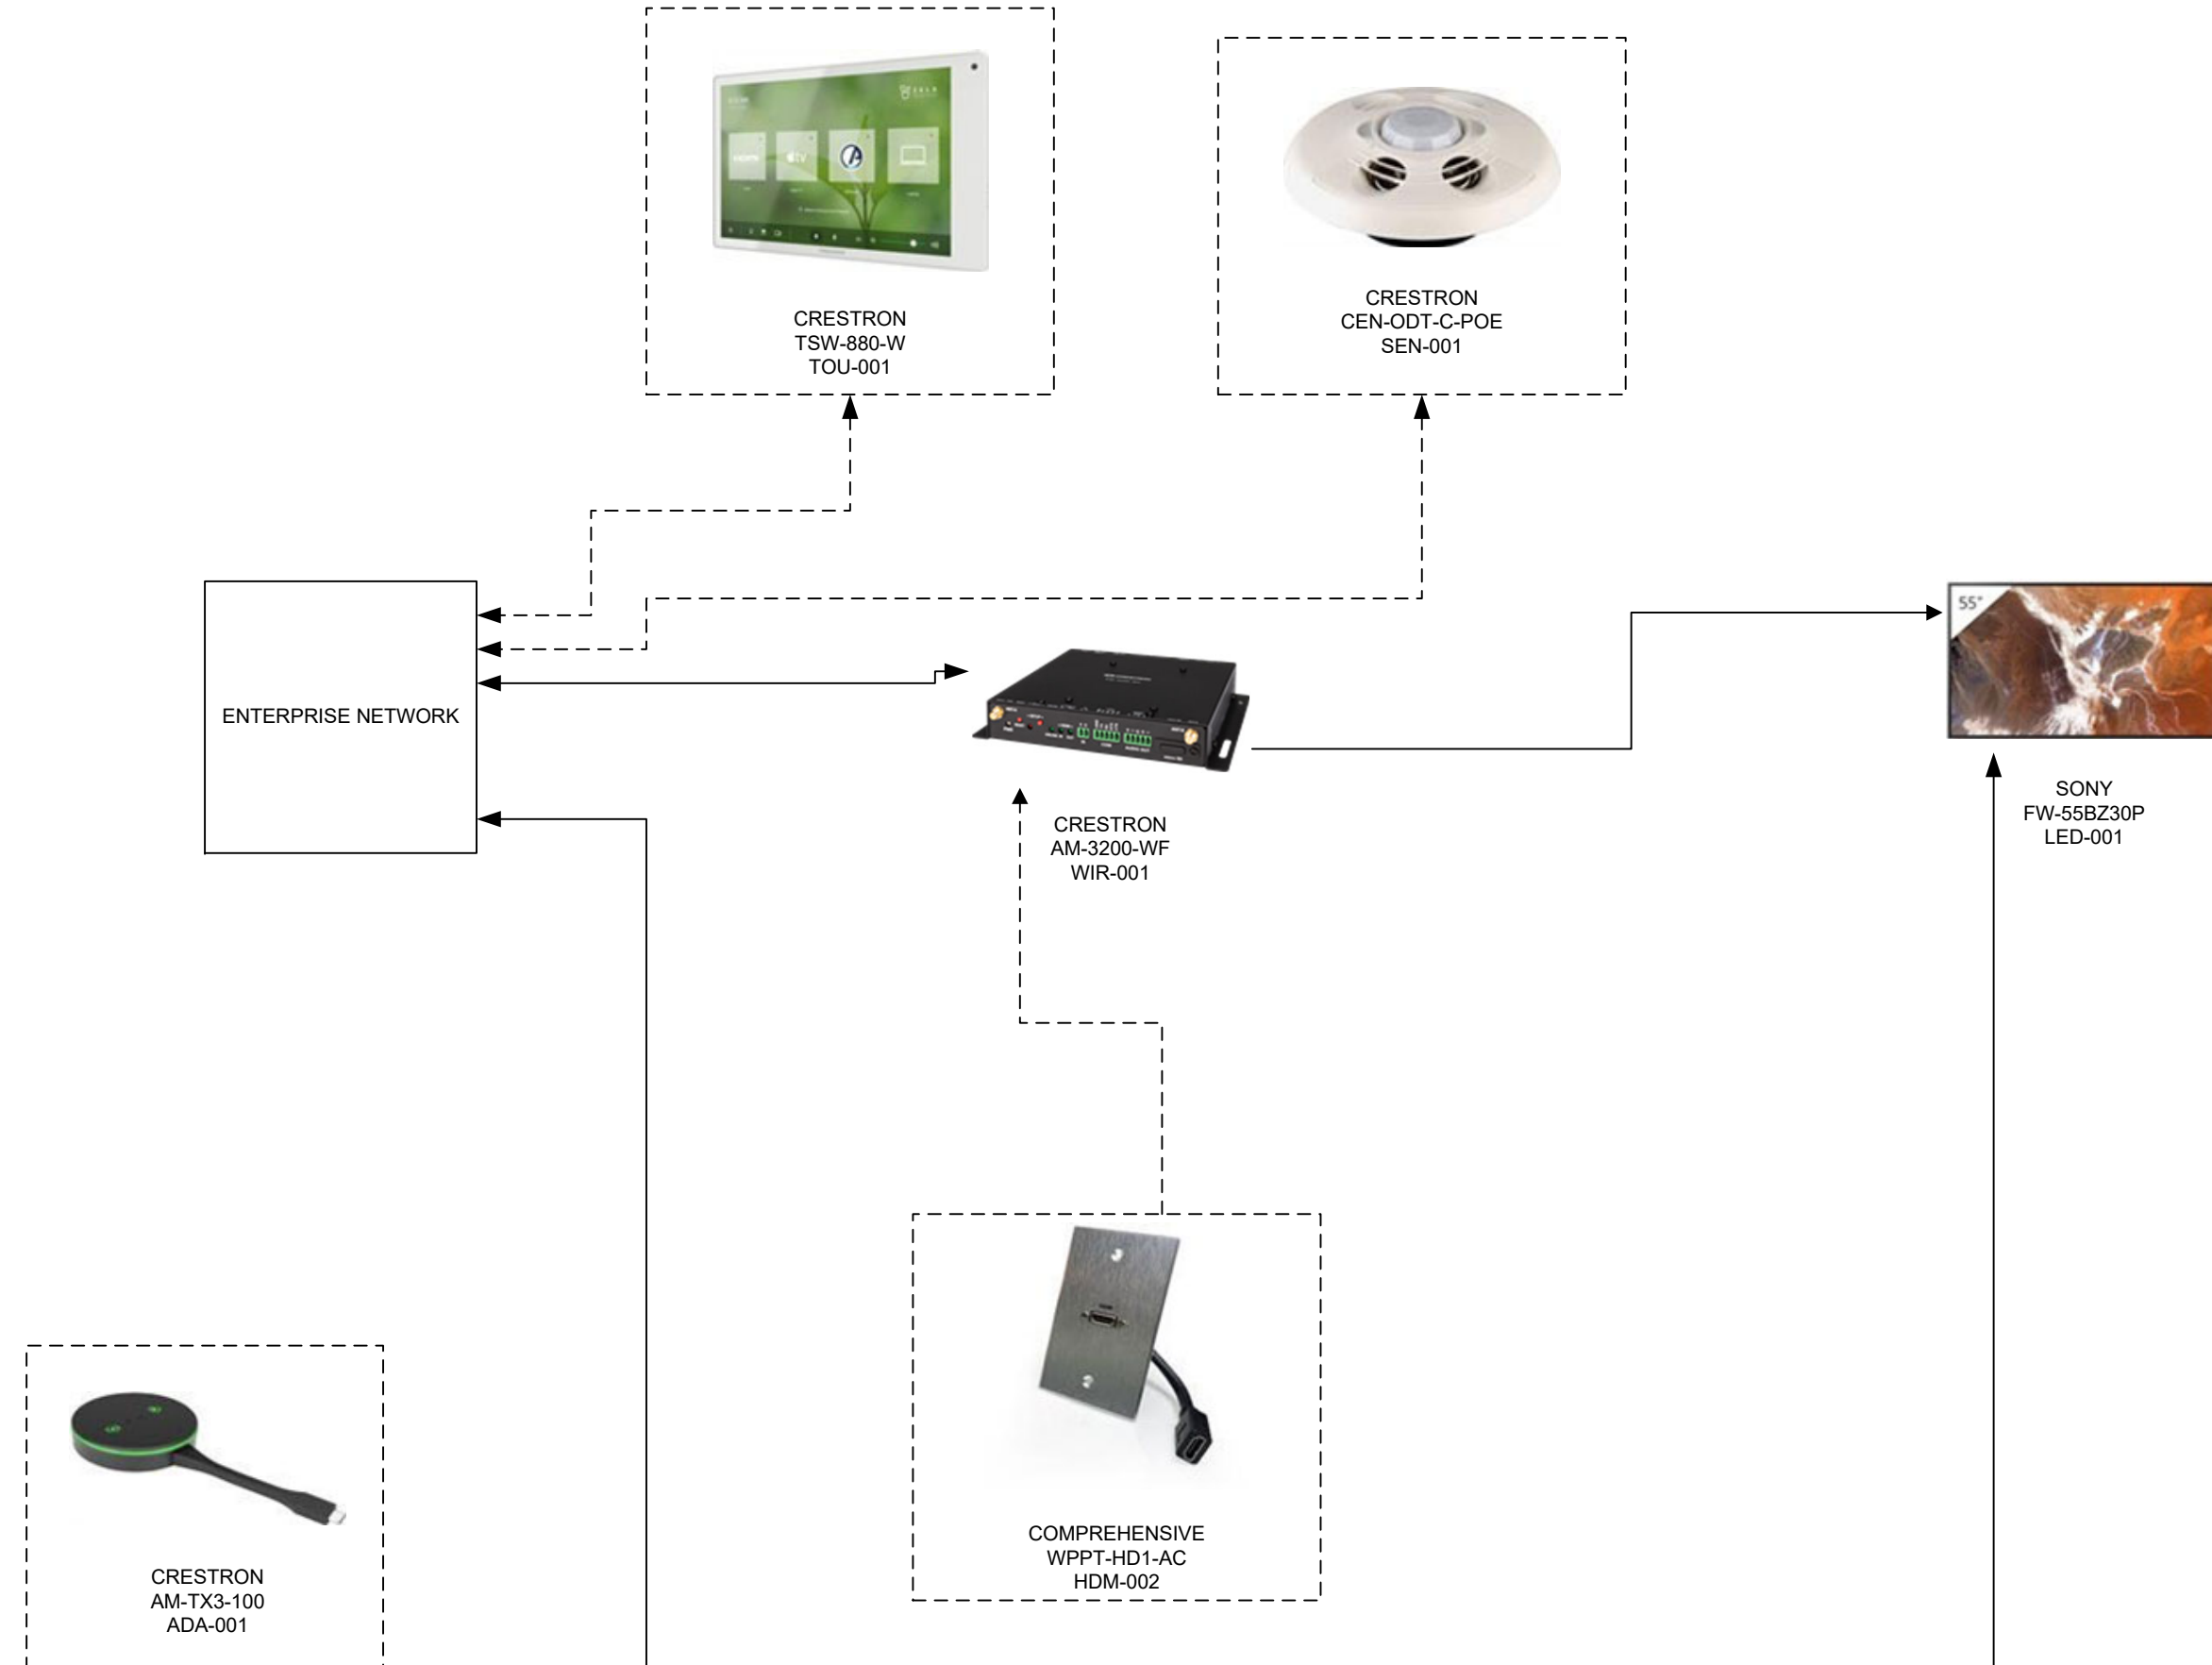 CRESTRON
TSW-880-W
TOU-001
CRESTRON
CEN-ODT-C-POE
SEN-001
ENTERPRISE NETWORK
55"
CRESTRON
AM-3200-WF
WIR-001
SONY
FW-55BZ30P
LED-001
COMPREHENSIVE
WPPT-HD1-AC
HDM-002
CRESTRON
AM-TX3-100
ADA-001